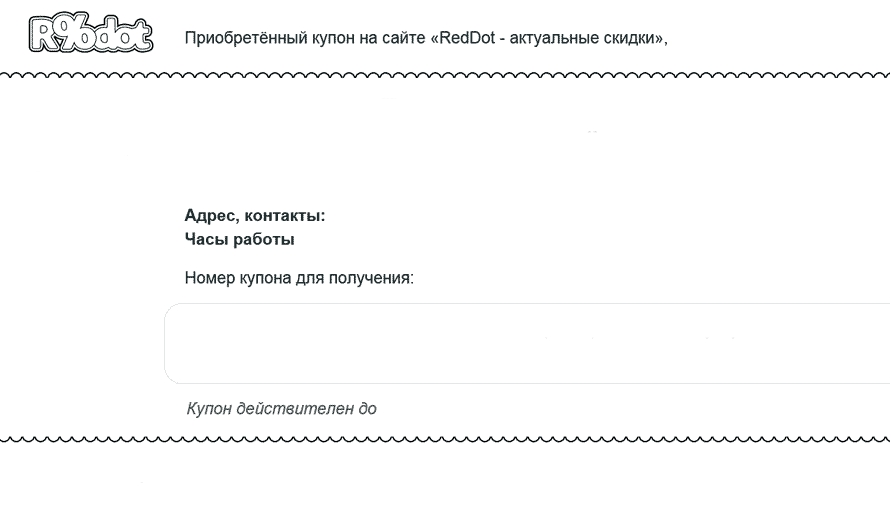 R%dot
Приобретённый купон на сайте «RedDot - актуальные скидки»,
Адрес, контакты:
Часы работы
Номер купона для получения:
Купон действителен до